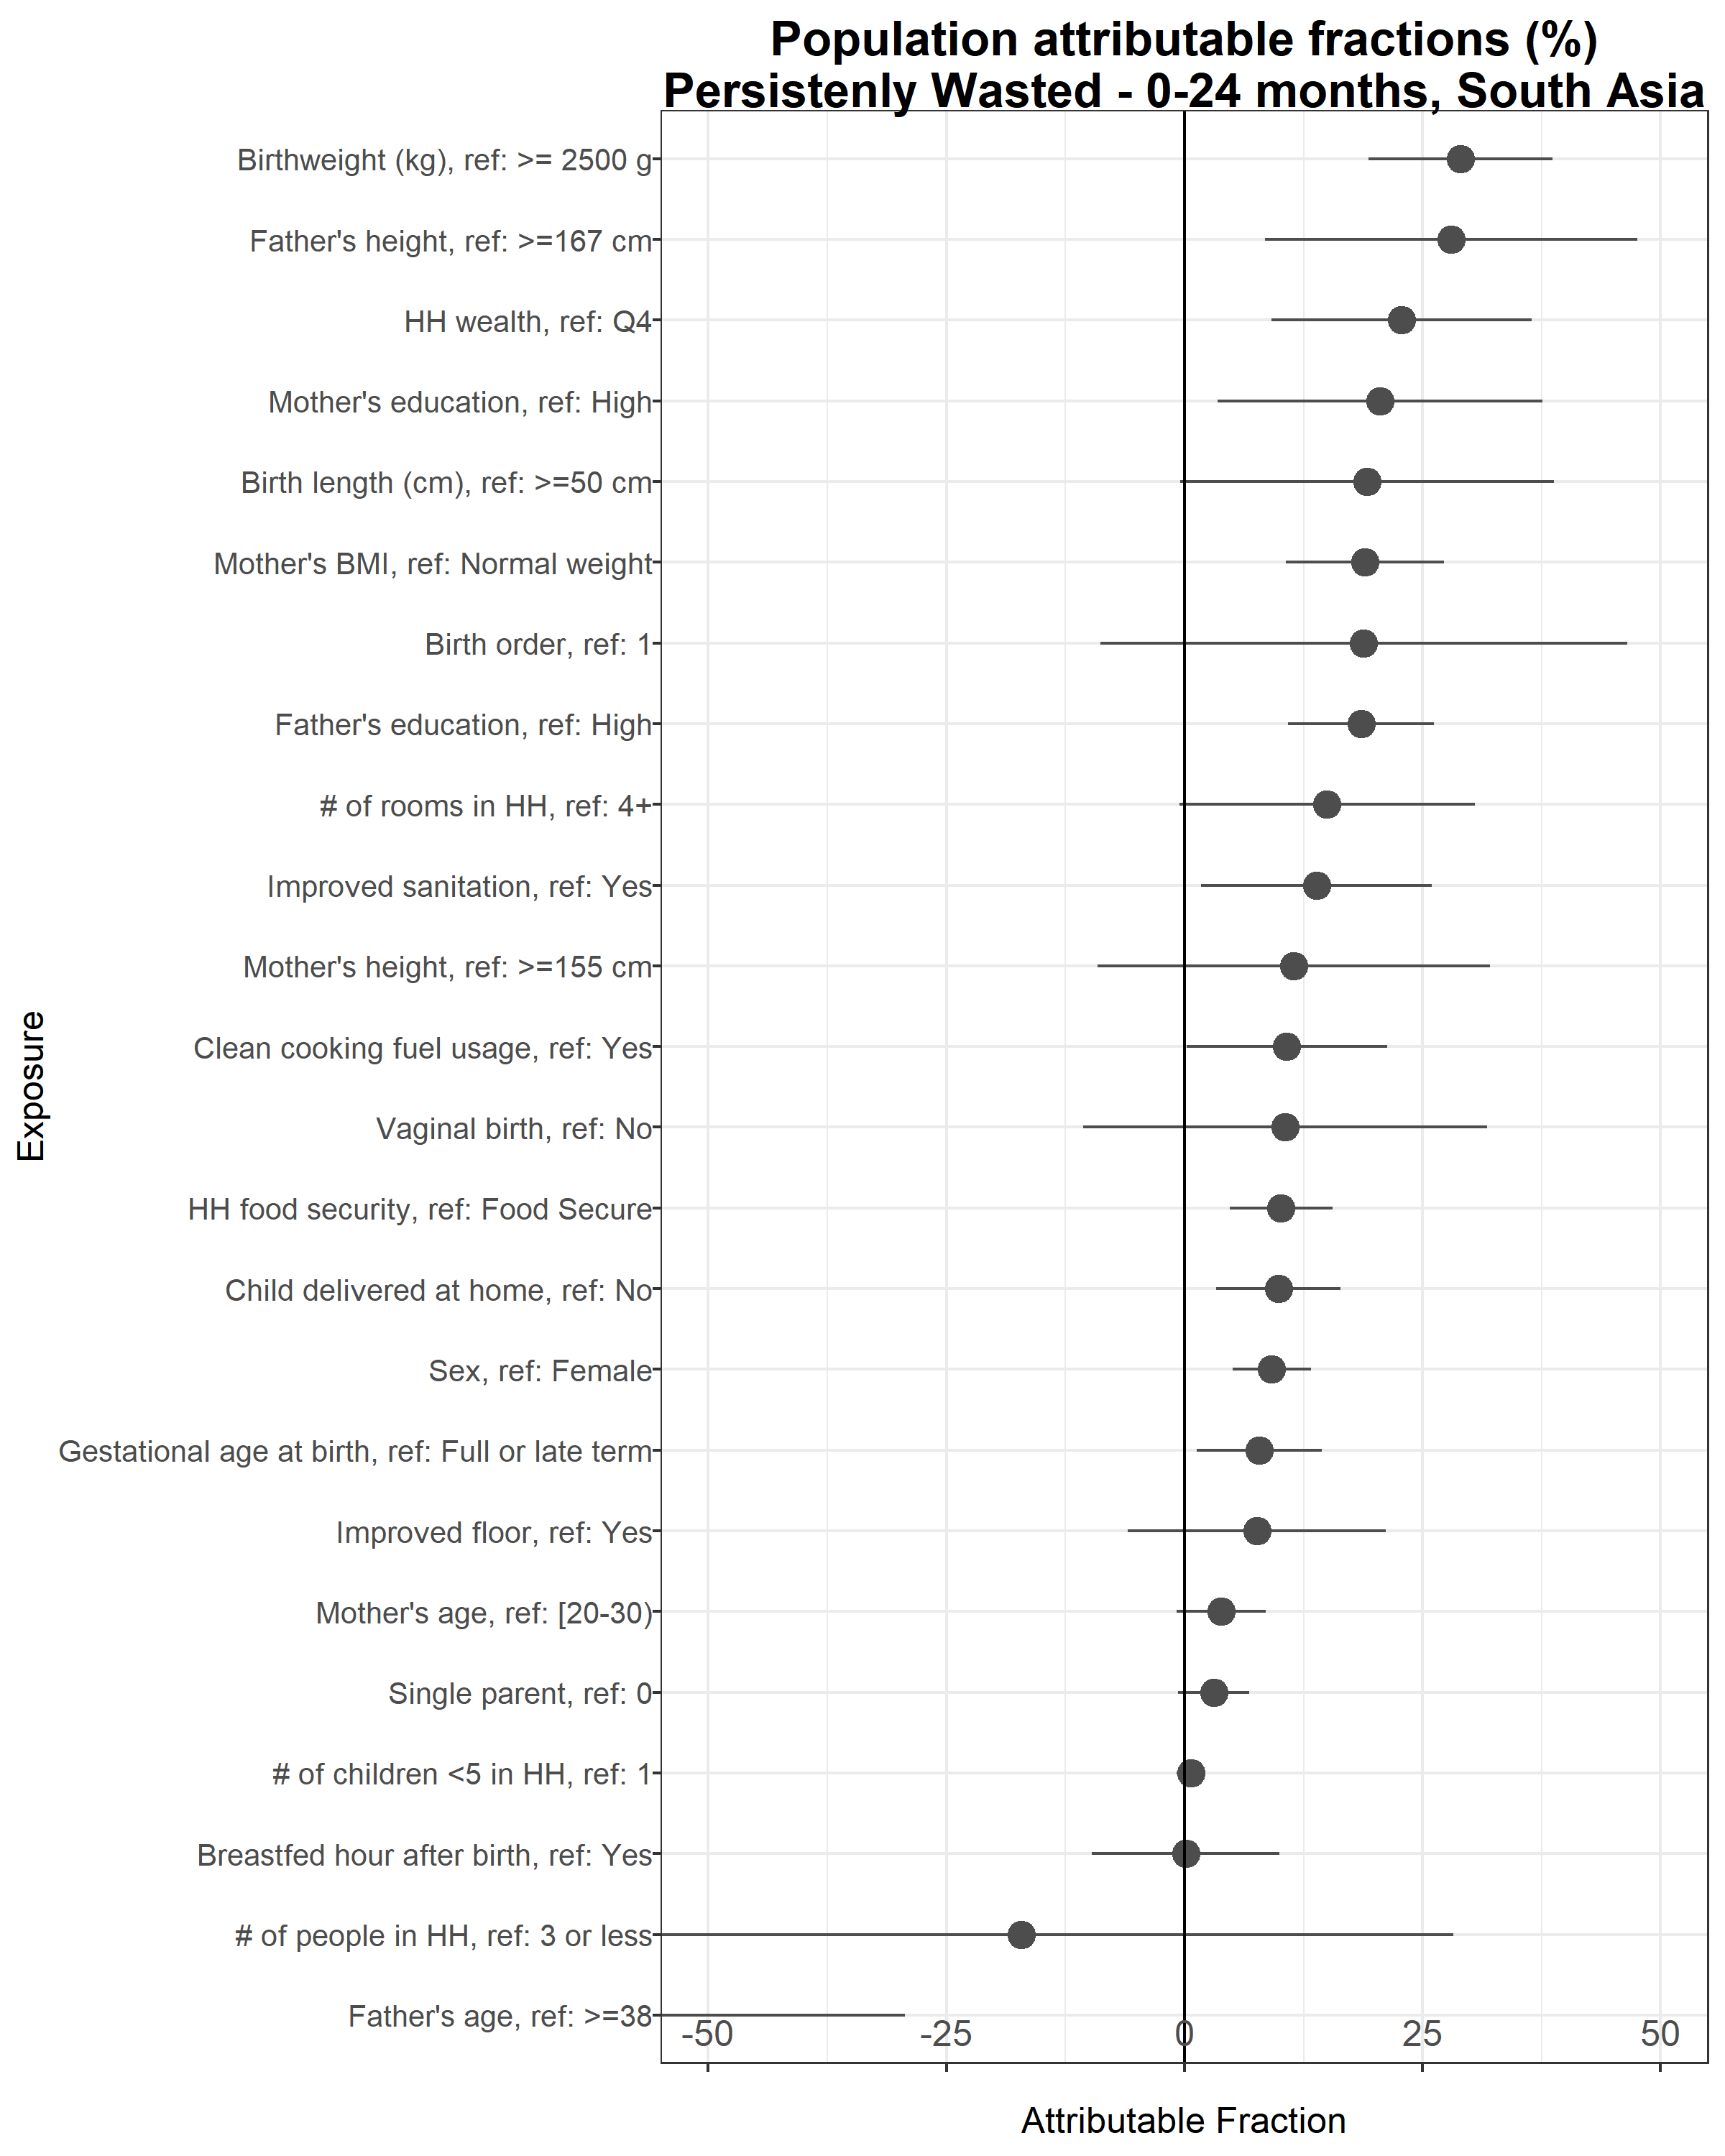 Population attributable fractions (%)
Persistenly Wasted - 0-24 months, South Asia
Birthweight (kg), ref: >= 2500 g
Father's height, ref: >=167 cm
HH wealth, ref: Q4
Mother's education, ref: High
Birth length (cm), ref: >=50 cm
Mother's BMI, ref: Normal weight
Birth order, ref: 1
Father's education, ref: High
# of rooms in HH, ref: 4+
Improved sanitation, ref: Yes
Mother's height, ref: >=155 cm
Clean cooking fuel usage, ref: Yes
Vaginal birth, ref: No
HH food security, ref: Food Secure
Child delivered at home, ref: No
Sex, ref: Female
Gestational age at birth, ref: Full or late term
Improved floor, ref: Yes
Mother's age, ref: [20-30)
Single parent, ref: 0
# of children <5 in HH, ref: 1
Breastfed hour after birth, ref: Yes
# of people in HH, ref: 3 or less
Father's age, ref: >=38
Exposure
-50 -25 0 25 50
Attributable Fraction